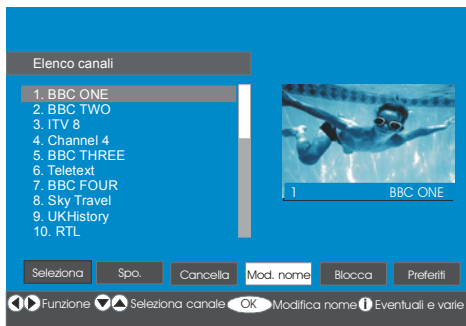 Elenco canali
1. BBC ONE
2. BBC TWO
3. ITV 8
4. Channel 4
5. BBC THREE
6. Teletext
7. BBC FOUR
8. Sky Travel
9. UKHistory
10. RTL
1 BBC ONE
Seleziona Spo. Cancella Mod. nome Blocca Preferiti
Funzione Seleziona canale OK Modifica nome i Eventuali e varie